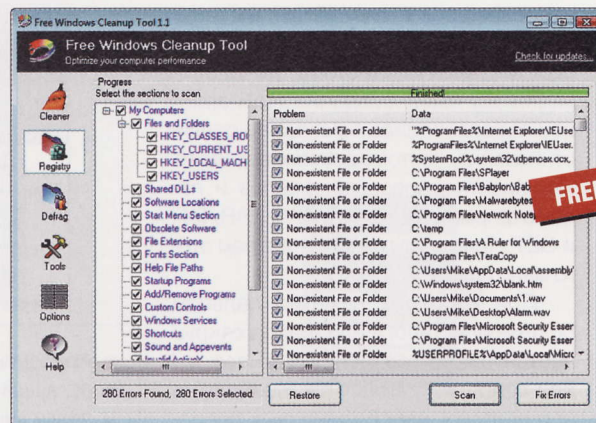 Free Windows Cleanup Tool 1.1
Free Windows Cleanup Tool
Optimize your computer performance
Check for updates...
Cleaner
Registry
Defrag
Tools
Options
Help
Progress
Select the sections to scan
Finished!
My Computers
Files and Folders
HKEY_CLASSES_ROO
HKEY_CURRENT_US
HKEY_LOCAL_MACH
HKEY_USERS
Shared DLLs
Software Locations
Start Menu Section
Obsolete Software
File Extensions
Fonts Section
Help File Paths
Startup Programs
Add/Remove Programs
Custom Controls
Windows Services
Shortcuts
Sound and Appevents
Invalid ActiveX
Problem Data
Non-existent File or Folder "%ProgramFiles%\Internet Explorer\IEUse
Non-existent File or Folder %ProgramFiles%\Internet Explorer\IEUser.
Non-existent File or Folder %SystemRoot%\system32\vdpencax.ocx,
Non-existent File or Folder C:\Program Files\SPlayer
Non-existent File or Folder C:\Program Files\Babylon\Bab
Non-existent File or Folder C:\Program Files\Malwarebytes
Non-existent File or Folder C:\Program Files\Network Note
Non-existent File or Folder C:\temp
Non-existent File or Folder C:\Program Files\A Ruler for Windows
Non-existent File or Folder C:\Program Files\TeraCopy
Non-existent File or Folder C:\Users\Mike\AppData\Local\assembly
Non-existent File or Folder C:\Windows\system32\blank.htm
Non-existent File or Folder C:\Users\Mike\Documents\1.wav
Non-existent File or Folder C:\Users\Mike\Desktop\Alarm.wav
Non-existent File or Folder C:\Program Files\Microsoft Security Esser
Non-existent File or Folder C:\Program Files\Microsoft Security Esser
Non-existent File or Folder %USERPROFILE%\AppData\Local\Micro
FREE
280 Errors Found, 280 Errors Selected.
Restore
Scan
Fix Errors